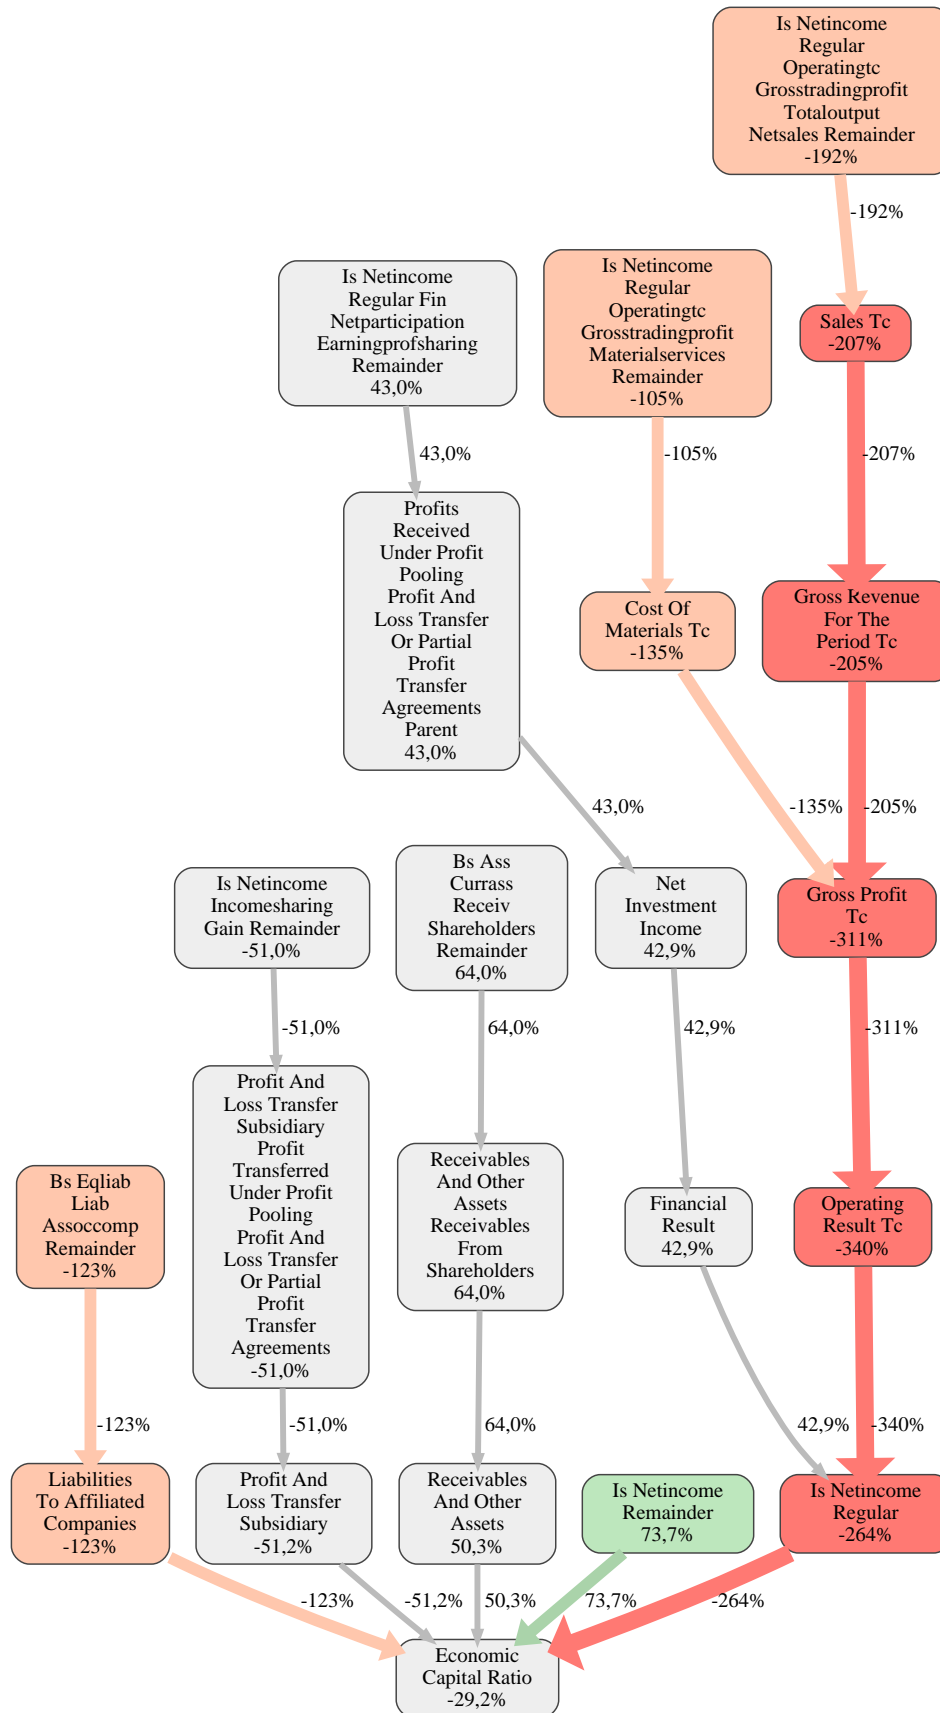 Is Netincome
Regular
Operatingtc
Grosstradingprofit
Totaloutput
Netsales Remainder
-192%
-192%
Is Netincome
Regular Fin
Netparticipation
Earningprofsharing
Remainder
43,0%
Is Netincome
Regular
Operatingtc
Grosstradingprofit
Materialservices
Remainder
-105%
Sales Tc
-207%
43,0%
-105%
-207%
Profits
Received
Under Profit
Pooling
Profit And
Loss Transfer
Or Partial
Profit
Transfer
Agreements
Parent
43,0%
Cost Of
Materials Tc
-135%
Gross Revenue
For The
Period Tc
-205%
43,0%
-135%
-205%
Is Netincome
Incomesharing
Gain Remainder
-51,0%
Bs Ass
Currass
Receiv
Shareholders
Remainder
64,0%
Net
Investment
Income
42,9%
Gross Profit
Tc
-311%
-51,0%
64,0%
42,9%
-311%
Profit And
Loss Transfer
Subsidiary
Profit
Transferred
Under Profit
Pooling
Profit And
Loss Transfer
Or Partial
Profit
Transfer
Agreements
-51,0%
Bs Eqliab
Liab
Assoccomp
Remainder
-123%
Receivables
And Other
Assets
Receivables
From
Shareholders
64,0%
Financial
Result
42,9%
Operating
Result Tc
-340%
-123%
-51,0%
64,0%
42,9%
-340%
Liabilities
To Affiliated
Companies
-123%
Profit And
Loss Transfer
Subsidiary
-51,2%
Receivables
And Other
Assets
50,3%
Is Netincome
Remainder
73,7%
Is Netincome
Regular
-264%
-123%
-51,2%
50,3%
73,7%
-264%
Economic
Capital Ratio
-29,2%